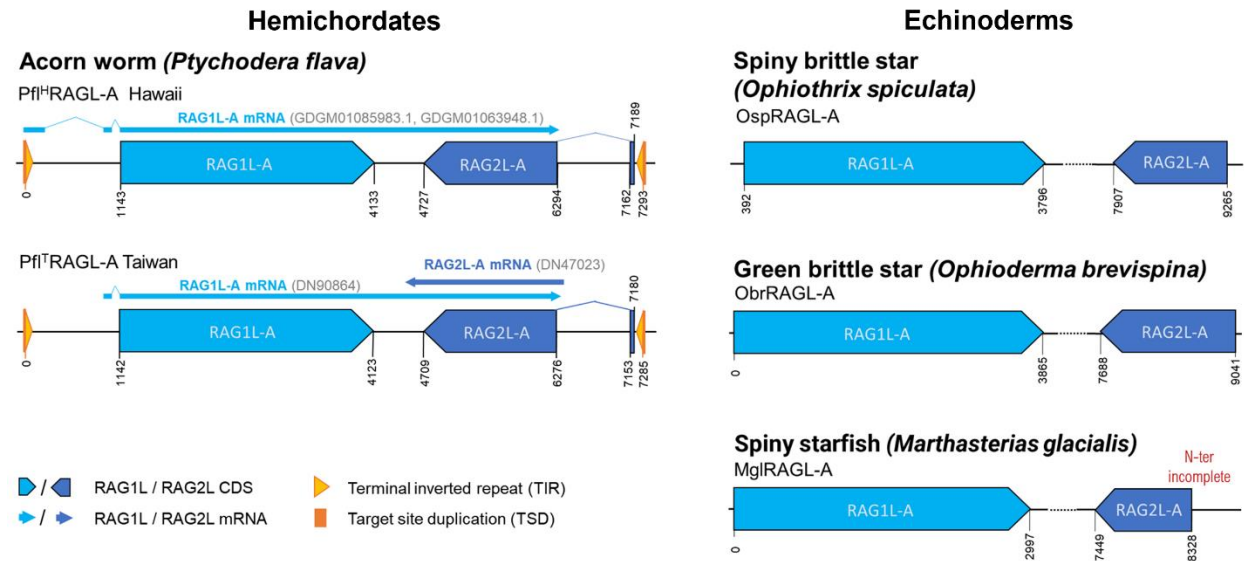 Hemichordates
Acorn worm (Ptychodera flava)
PflᴴRAGL-A Hawaii
RAG1L-A mRNA (GDGM01085983.1, GDGM01063948.1)
7189
RAG1L-A
RAG2L-A
0
1143
4133
4727
6294
7162
7293
PflᵀRAGL-A Taiwan
RAG2L-A mRNA (DN47023)
RAG1L-A mRNA (DN90864)
7180
RAG1L-A
RAG2L-A
0
1142
4123
4709
6276
7153
7285
/ RAG1L / RAG2L CDS
/ RAG1L / RAG2L mRNA
Terminal inverted repeat (TIR)
Target site duplication (TSD)
Echinoderms
Spiny brittle star
(Ophiothrix spiculata)
OspRAGL-A
RAG1L-A
RAG2L-A
392
3796
7907
9265
Green brittle star (Ophioderma brevispina)
ObrRAGL-A
RAG1L-A
RAG2L-A
0
3865
7688
9041
Spiny starfish (Marthasterias glacialis)
MglRAGL-A
N-ter
incomplete
RAG1L-A
RAG2L-A
0
2997
7449
8328